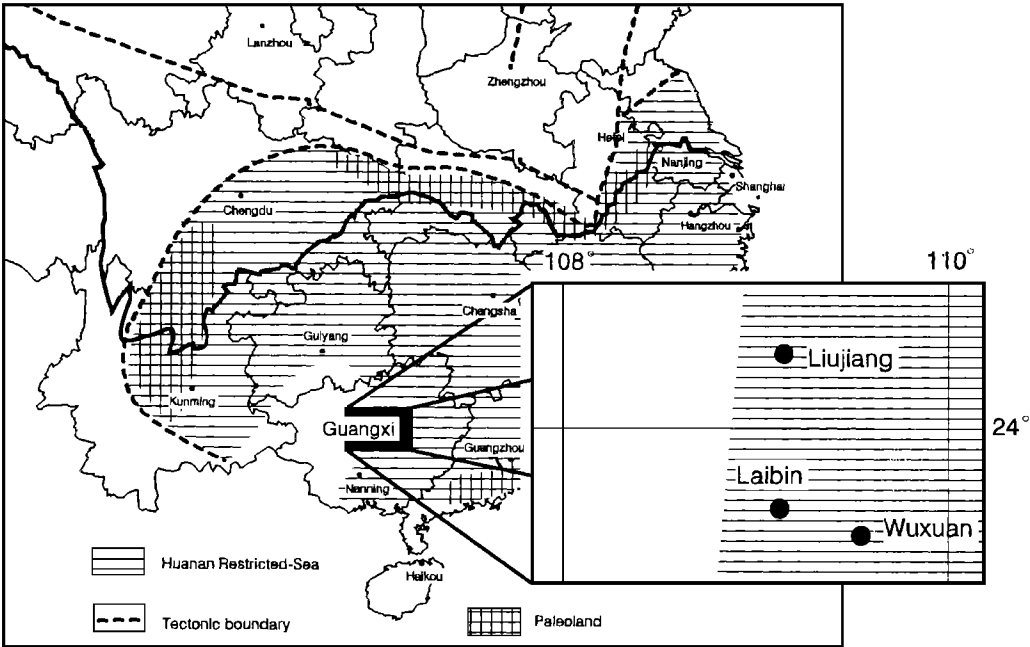 Lanzhou
Zhengzhou
Hefei
Nanjing
Shanghai
Chengdu
Hangzhou
108°
110°
Changsha
Guiyang
Liujiang
Kunming
Guangxi
24°
Guangzhou
Laibin
Nanning
Wuxuan
Huanan Restricted-Sea
Haikou
Tectonic boundary
Paleoland